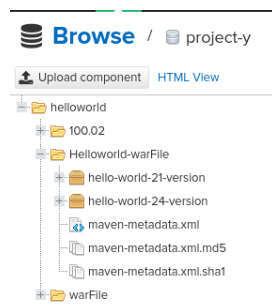 Browse / project-y
Upload component HTML View
helloworld
100.02
Helloworld-warFile
hello-world-21-version
hello-world-24-version
maven-metadata.xml
maven-metadata.xml.md5
maven-metadata.xml.sha1
warFile